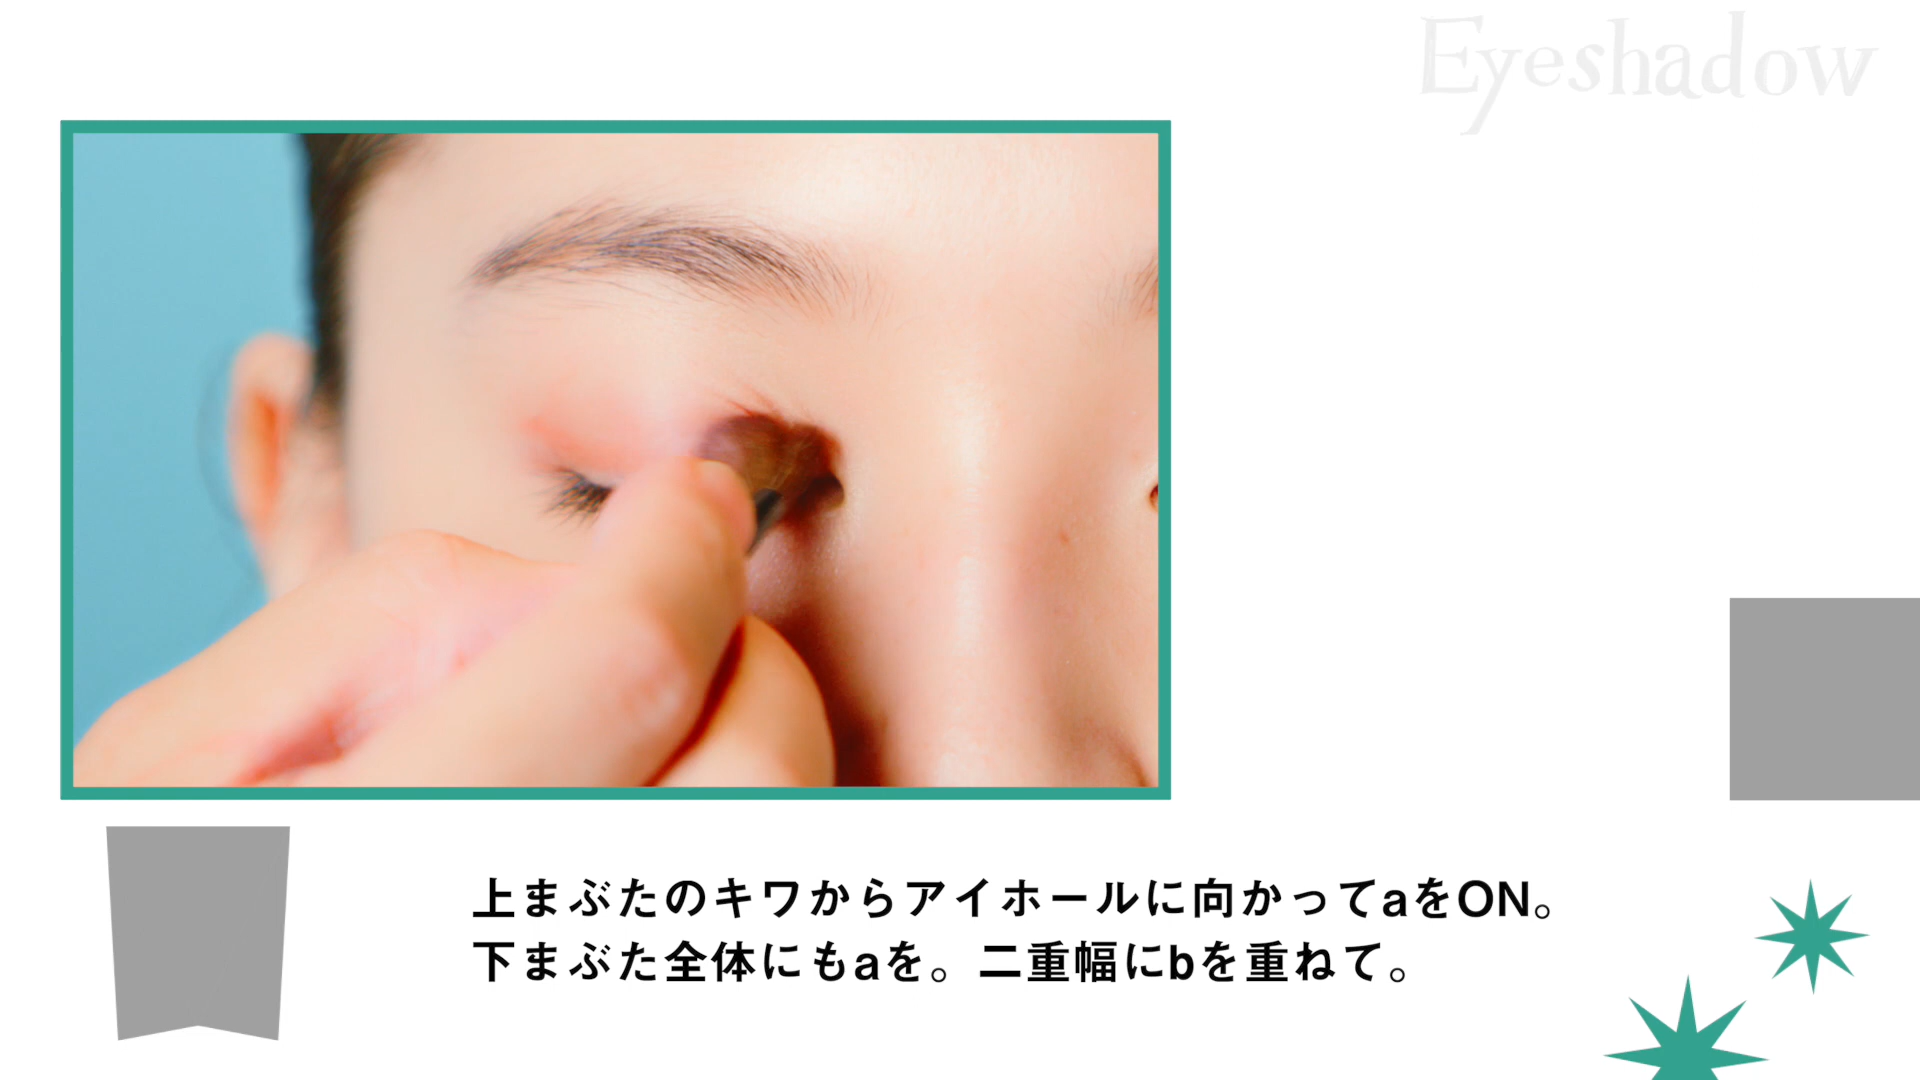 Eyeshadow
上まぶたのキワからアイホールに向かってaをON。
下まぶた全体にもaを。二重幅にbを重ねて。